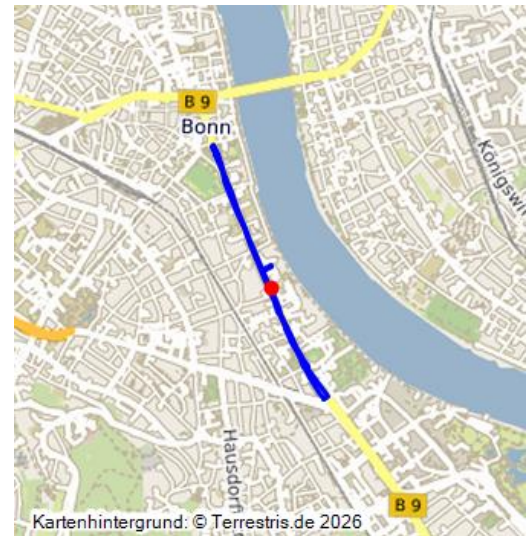 B 9
Bonn
Königswi
Hausdorf
B 9
Kartenhintergrund: © Terrestris.de 2026